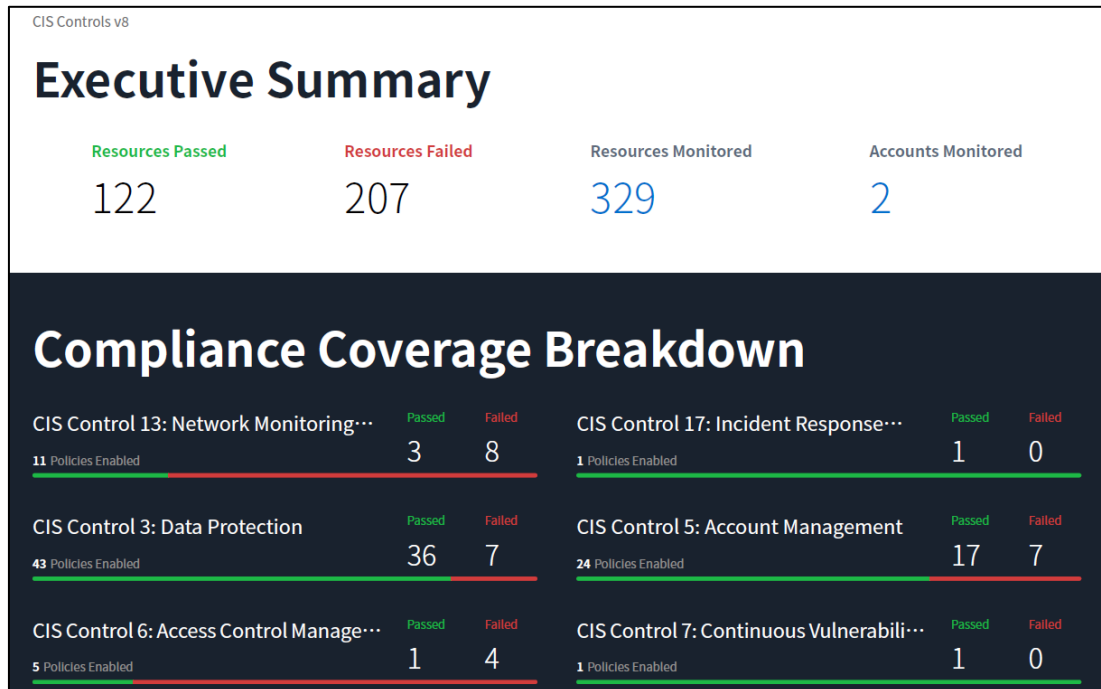 CIS Controls v8
Executive Summary
Resources Passed
122
Resources Failed
207
Resources Monitored
329
Accounts Monitored
2
Compliance Coverage Breakdown
CIS Control 13: Network Monitoring···
11 Policies Enabled
Passed
3
Failed
8
CIS Control 17: Incident Response···
1 Policies Enabled
Passed
1
Failed
0
CIS Control 3: Data Protection
43 Policies Enabled
Passed
36
Failed
7
CIS Control 5: Account Management
24 Policies Enabled
Passed
17
Failed
7
CIS Control 6: Access Control Manage···
5 Policies Enabled
Passed
1
Failed
4
CIS Control 7: Continuous Vulnerabili···
1 Policies Enabled
Passed
1
Failed
0